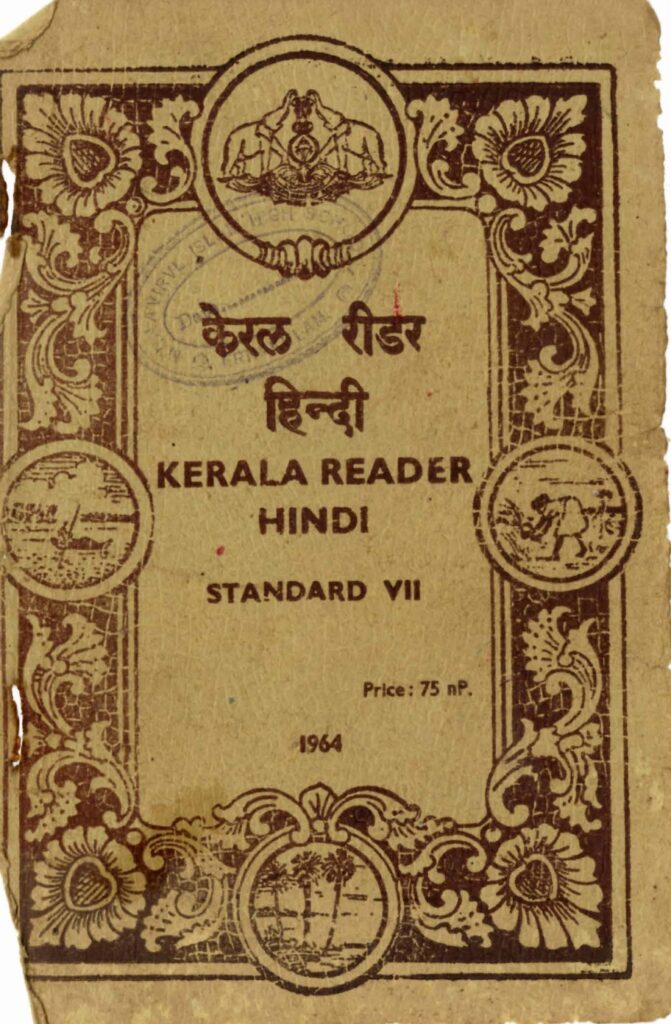 केरल रीडर
हिन्दी
KERALA READER
HINDI
STANDARD VII
Price: 75 nP.
1964